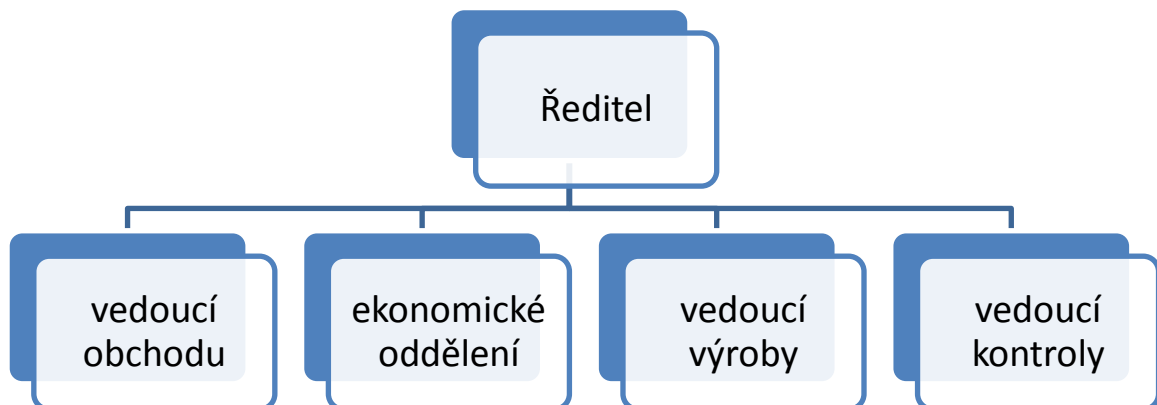 Ředitel
vedoucí
obchodu
ekonomické
oddělení
vedoucí
výroby
vedoucí
kontroly